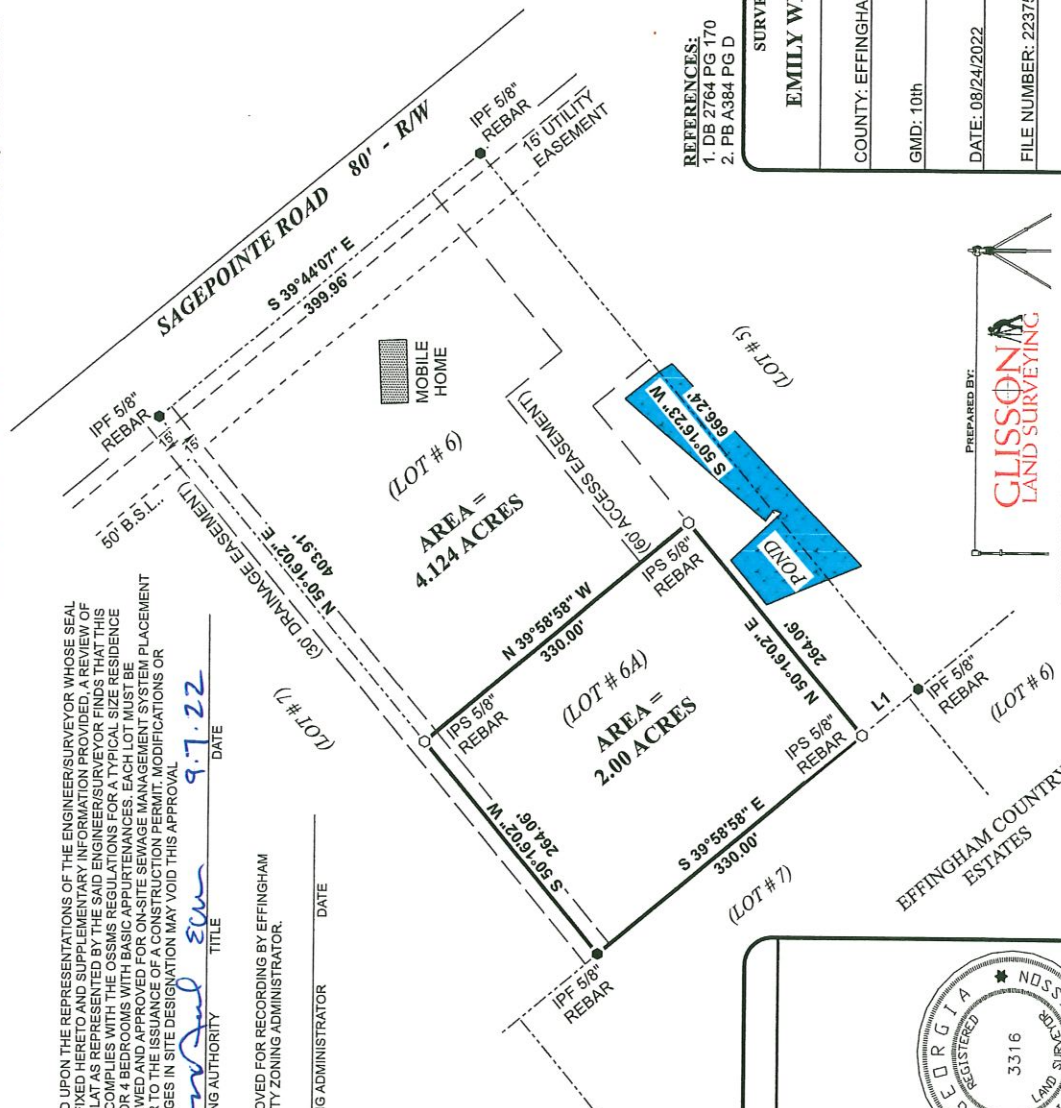 D UPON THE REPRESENTATIONS OF THE ENGINEER/SURVEYOR WHOSE SEAL
FIXED HERETO AND SUPPLEMENTARY INFORMATION PROVIDED, A REVIEW OF
LAT AS REPRESENTED BY THE SAID ENGINEER/SURVEYOR FINDS THAT THIS
COMPLIES WITH THE OSSMS REGULATIONS FOR A TYPICAL SIZE RESIDENCE
OR 4 BEDROOMS WITH BASIC APPURTENANCES. EACH LOT MUST BE
WED AND APPROVED FOR ON-SITE SEWAGE MANAGEMENT SYSTEM PLACEMENT
R TO THE ISSUANCE OF A CONSTRUCTION PERMIT. MODIFICATIONS OR
GES IN SITE DESIGNATION MAY VOID THIS APPROVAL
9.7.22
NG AUTHORITY TITLE DATE
OVED FOR RECORDING BY EFFINGHAM
TY ZONING ADMINISTRATOR.
G ADMINISTRATOR DATE
SAGEPOINTE ROAD 80' - R/W
IPF 5/8"
REBAR
IPF 5/8"
REBAR
15' UTILITY
EASEMENT
S 39°44'07" E
399.96'
15'
15'
50' B.S.L.
(30' DRAINAGE EASEMENT)
N 50°16'02" E
403.91'
MOBILE
HOME
(LOT # 6)
AREA =
4.124 ACRES
(60' ACCESS EASEMENT)
(LOT # 7)
(LOT # 5)
S 50°16'23" W
666.24'
POND
N 39°58'58" W
330.00'
IPS 5/8"
REBAR
IPS 5/8"
REBAR
(LOT # 6A)
AREA =
2.00 ACRES
S 50°16'02" W
264.06'
N 50°16'02" E
264.06'
IPS 5/8"
REBAR
L1
IPF 5/8"
REBAR
(LOT # 6)
S 39°58'58" E
330.00'
(LOT # 7)
IPF 5/8"
REBAR
EFFINGHAM COUNTRY
ESTATES
REFERENCES:
1. DB 2764 PG 170
2. PB A384 PG D
SURVE
EMILY W
COUNTY: EFFINGHA
GMD: 10th
DATE: 08/24/2022
FILE NUMBER: 2237
PREPARED BY:
GLISSON
LAND SURVEYING
GEORGIA
REGISTERED
3316
LAND SURVEYOR